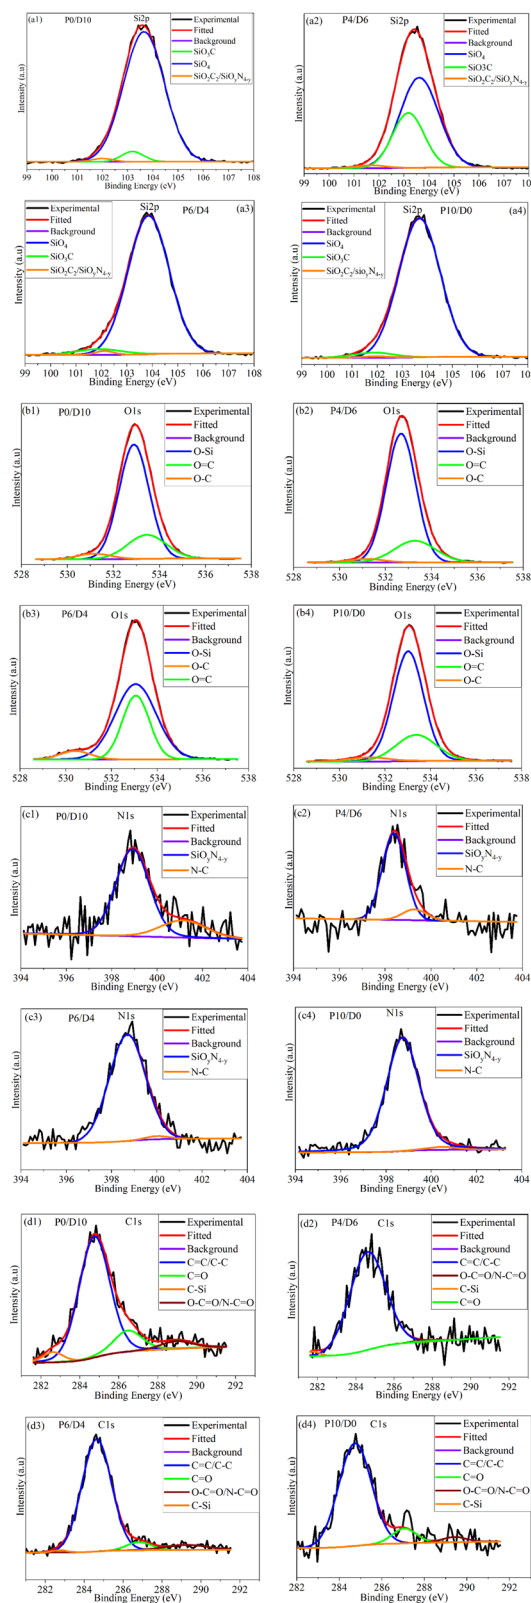 (a1) P0/D10 Si2p
Experimental
Fitted
Background
SiO₃C
SiO₄
SiO₂C₂/SiOᵧN₄₋ᵧ
Intensity (a.u)
99 100 101 102 103 104 105 106 107 108
Binding Energy (eV)
(a2) P4/D6 Si2p
Experimental
Fitted
Background
SiO₄
SiO3C
SiO₂C₂/SiOᵧN₄₋ᵧ
Intensity (a.u)
99 100 101 102 103 104 105 106 107 108
Binding Energy (eV)
Si2p P6/D4 (a3)
Experimental
Fitted
Background
SiO₄
SiO₃C
SiO₂C₂/SiOᵧN₄₋ᵧ
Intensity (a.u)
99 100 101 102 103 104 105 106 107 108
Binding Energy (eV)
Si2p P10/D0 (a4)
Experimental
Fitted
Background
SiO₄
SiO₃C
SiO₂C₂/sioᵧN₄₋ᵧ
Intensity (a.u)
99 100 101 102 103 104 105 106 107 10
Binding Energy (eV)
(b1) P0/D10 O1s
Experimental
Fitted
Background
O-Si
O=C
O-C
Intensity (a.u)
528 530 532 534 536 538
Binding Energy (eV)
(b2) P4/D6 O1s
Experimental
Fitted
Background
O-Si
O=C
O-C
Intensity (a.u)
528 530 532 534 536 538
Binding Energy (eV)
(b3) P6/D4 O1s
Experimental
Fitted
Background
O-Si
O-C
O=C
Intensity (a.u)
528 530 532 534 536 538
Binding Energy (eV)
(b4) P10/D0 O1s
Experimental
Fitted
Background
O-Si
O=C
O-C
Intensity (a.u)
528 530 532 534 536 538
Binding Energy (eV)
(c1) P0/D10 N1s
Experimental
Fitted
Background
SiOᵧN₄₋ᵧ
N-C
Intensity (a.u)
394 396 398 400 402 404
Binding Energy (eV)
(c2) P4/D6 N1s
Experimental
Fitted
Background
SiOᵧN₄₋ᵧ
N-C
Intensity (a.u)
394 396 398 400 402 404
Binding Energy (eV)
(c3) P6/D4 N1s
Experimental
Fitted
Background
SiOᵧN₄₋ᵧ
N-C
Intensity (a.u)
394 396 398 400 402 404
Binding Energy (eV)
(c4) P10/D0 N1s
Experimental
Fitted
Background
SiOᵧN₄₋ᵧ
N-C
Intensity (a.u)
394 396 398 400 402 404
Binding Energy (eV)
(d1) P0/D10 C1s
Experimental
Fitted
Background
C=C/C-C
C=O
C-Si
O-C=O/N-C=O
Intensity (a.u)
282 284 286 288 290 292
Binding Energy (eV)
(d2) P4/D6 C1s
Experimental
Fitted
Background
C=C/C-C
O-C=O/N-C=O
C-Si
C=O
Intensity (a.u)
282 284 286 288 290 292
Binding Energy (eV)
(d3) P6/D4 C1s
Experimental
Fitted
Background
C=C/C-C
C=O
O-C=O/N-C=O
C-Si
Intensity (a.u)
282 284 286 288 290 292
Binding Energy (eV)
(d4) P10/D0 C1s
Experimental
Fitted
Background
C=C/C-C
C=O
O-C=O/N-C=O
C-Si
Intensity (a.u)
282 284 286 288 290 292
Binding Energy (eV)